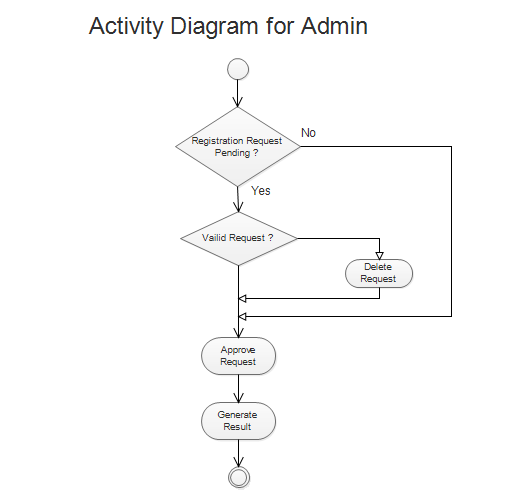 Activity Diagram for Admin
Registration Request
Pending ?
No
Yes
Vailid Request ?
Delete
Request
Approve
Request
Generate
Result